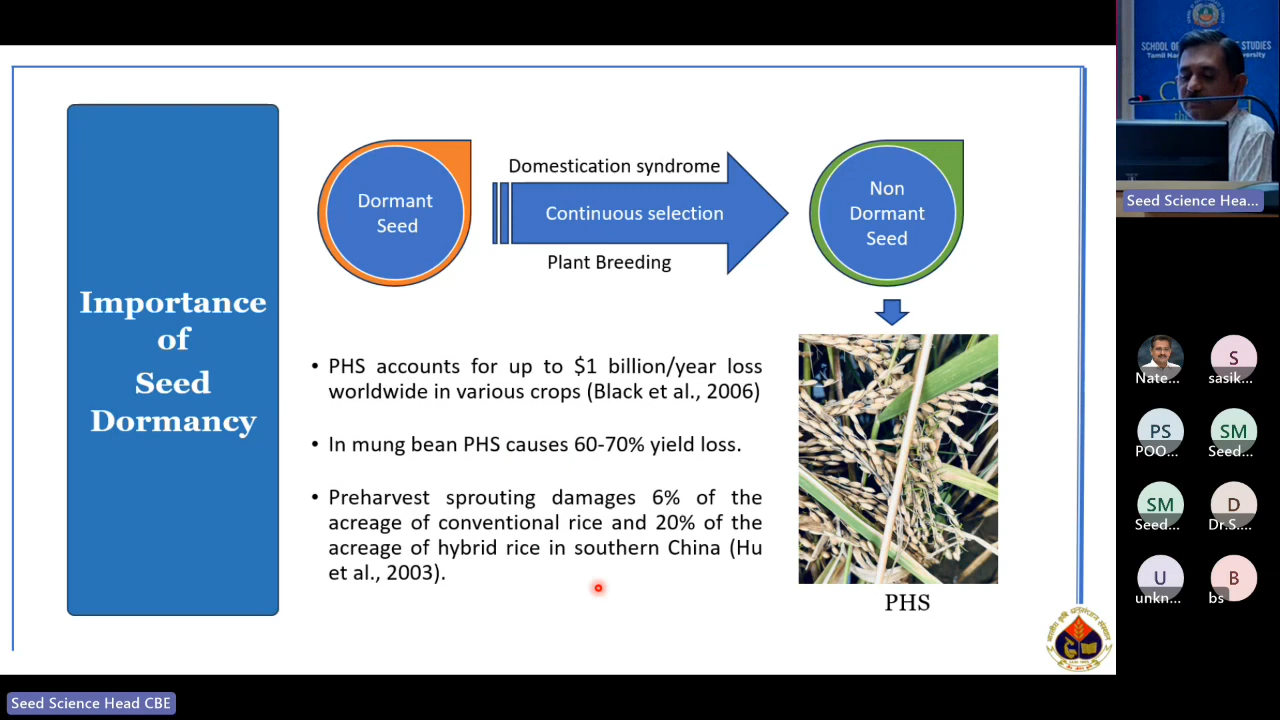 Importance
of
Seed
Dormancy
Dormant
Seed
Domestication syndrome
Continuous selection
Plant Breeding
Non
Dormant
Seed
• PHS accounts for up to $1 billion/year loss
worldwide in various crops (Black et al., 2006)
• In mung bean PHS causes 60-70% yield loss.
• Preharvest sprouting damages 6% of the
acreage of conventional rice and 20% of the
acreage of hybrid rice in southern China (Hu
et al., 2003).
PHS
Seed Science Hea...
Nate...
S
sasik...
PS
POO...
SM
Seed...
SM
Seed...
D
Dr.S....
U
unkn...
B
bs
Seed Science Head CBE